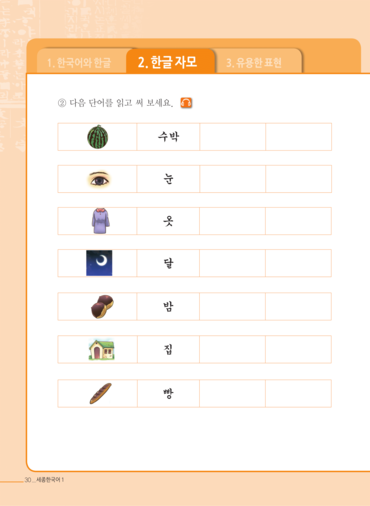 1. 한국어와 한글
2. 한글 자모
3. 유용한 표현
② 다음 단어를 읽고 써 보세요.
수박
눈
옷
달
밤
집
빵
30 _ 세종한국어 1